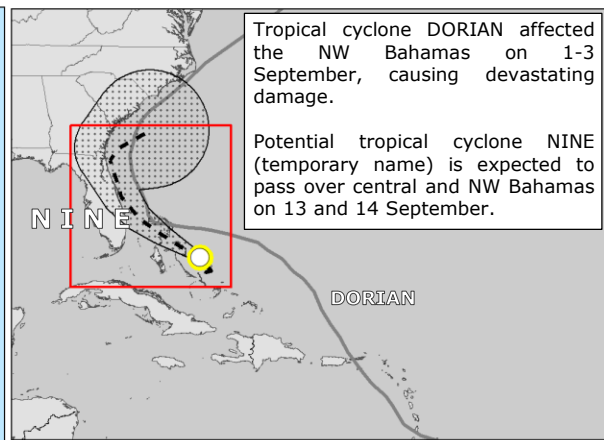 Tropical cyclone DORIAN affected
the NW Bahamas on 1-3
September, causing devastating
damage.
Potential tropical cyclone NINE
(temporary name) is expected to
pass over central and NW Bahamas
on 13 and 14 September.
NINE
DORIAN